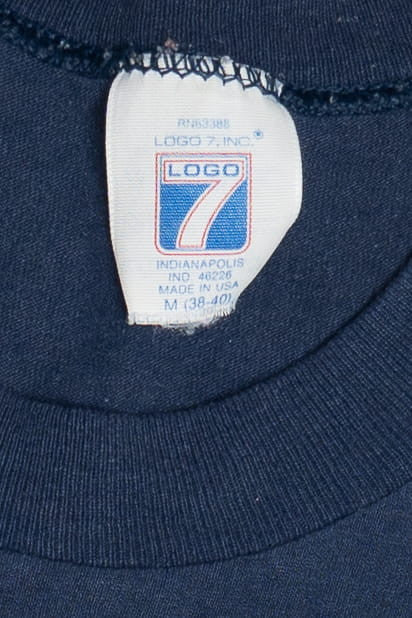 RN63388
LOGO 7, INC.®
LOGO
7
INDIANAPOLIS
IND. 46226
MADE IN USA
M (38-40)